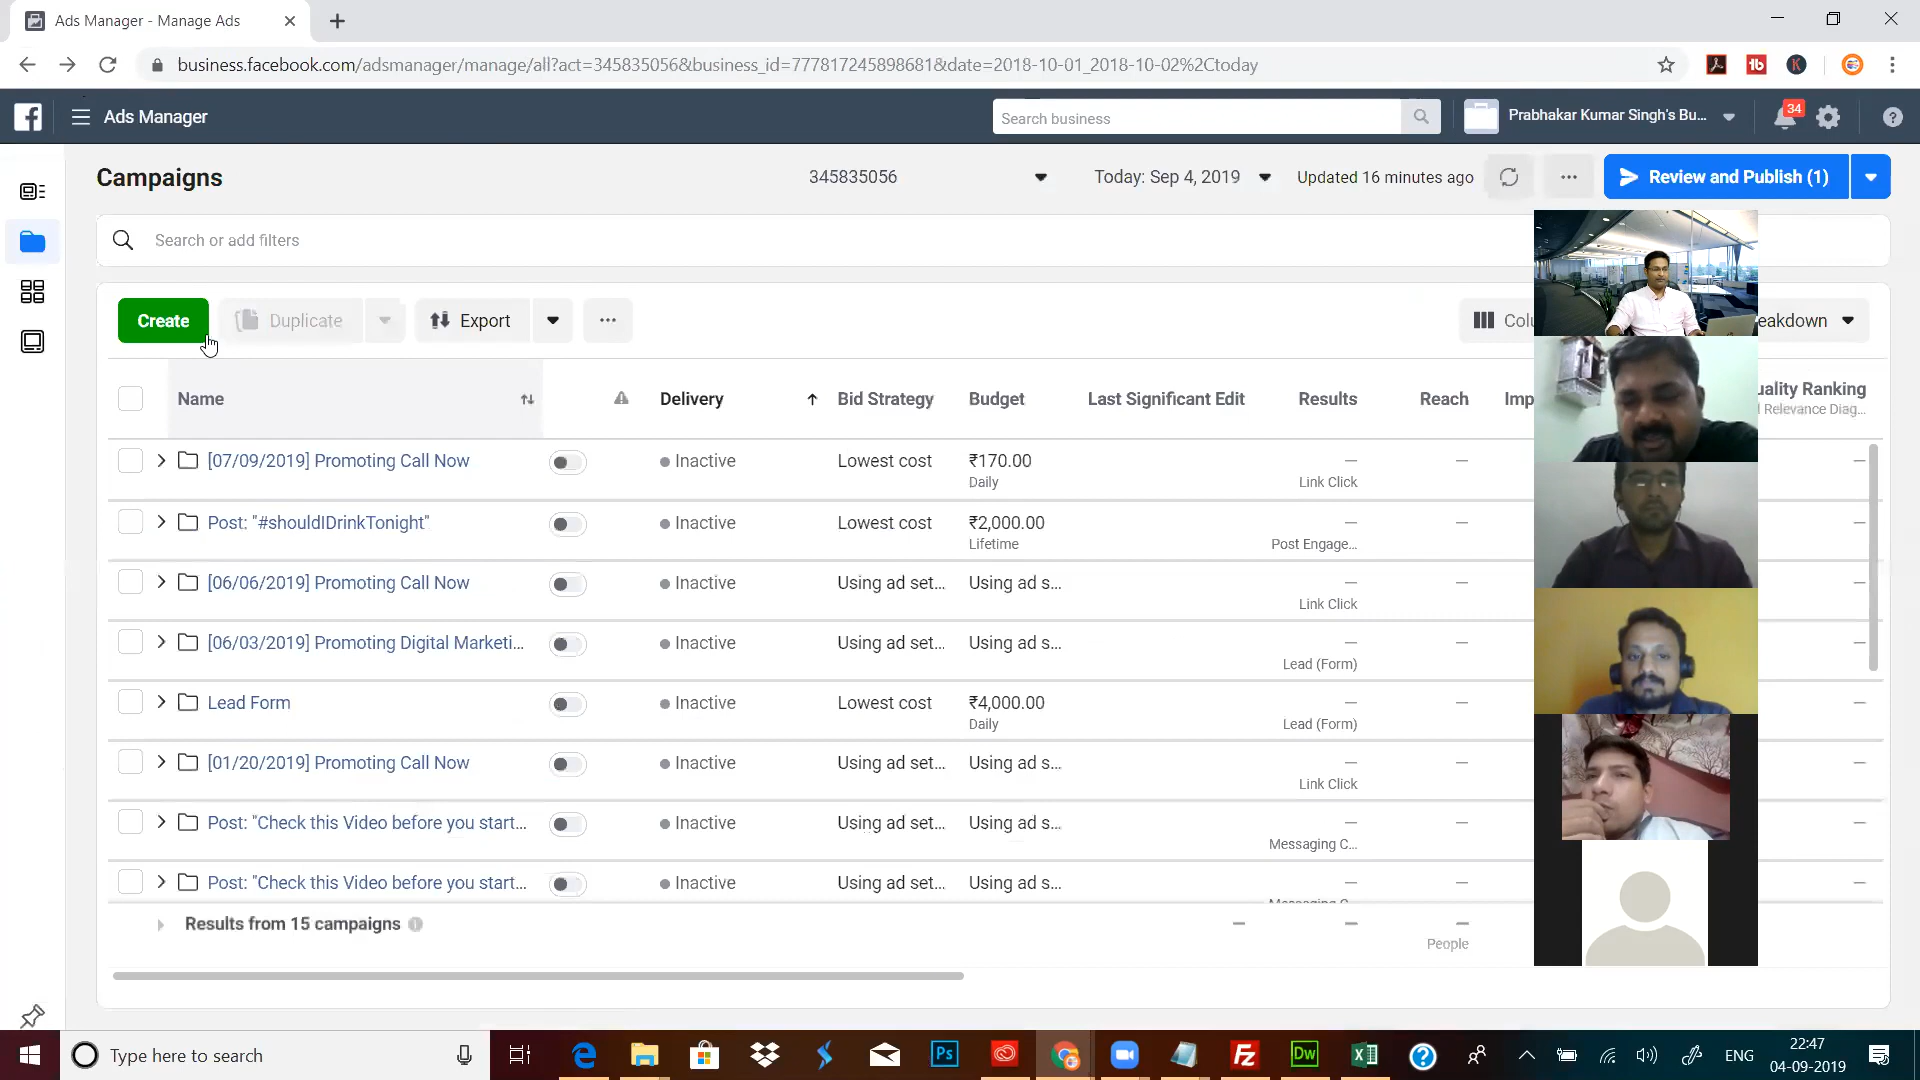 Ads Manager - Manage Ads
business.facebook.com/adsmanager/manage/all?act=345835056&business_id=777817245898681&date=2018-10-01_2018-10-02%2Ctoday
Ads Manager
Search business
Prabhakar Kumar Singh's Bu...
34
Campaigns
345835056
Today: Sep 4, 2019
Updated 16 minutes ago
Review and Publish (1)
Search or add filters
Create
Duplicate
Export
Colu
eakdown
Name
Delivery
Bid Strategy
Budget
Last Significant Edit
Results
Reach
Imp
uality Ranking
l Relevance Diag...
[07/09/2019] Promoting Call Now
Inactive
Lowest cost
₹170.00
—
—
—
Daily
Link Click
Post: "#shouldIDrinkTonight"
Inactive
Lowest cost
₹2,000.00
—
—
—
Lifetime
Post Engage...
[06/06/2019] Promoting Call Now
Inactive
Using ad set...
Using ad s...
—
—
—
Link Click
[06/03/2019] Promoting Digital Marketi...
Inactive
Using ad set...
Using ad s...
—
—
—
Lead (Form)
Lead Form
Inactive
Lowest cost
₹4,000.00
—
—
—
Daily
Lead (Form)
[01/20/2019] Promoting Call Now
Inactive
Using ad set...
Using ad s...
—
—
—
Link Click
Post: "Check this Video before you start...
Inactive
Using ad set...
Using ad s...
—
—
—
Messaging C...
Post: "Check this Video before you start...
Inactive
Using ad set...
Using ad s...
—
—
—
Results from 15 campaigns
—
—
—
People
Type here to search
Ps
Dw
ENG
22:47
04-09-2019